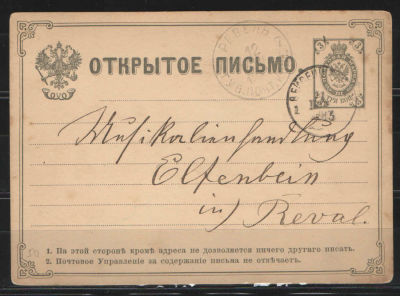 РЕВЕЛЬ
ОТКРЫТОЕ ПИСЬМО.
Musikalienhandlung
Elfenbein
in Reval.
1. На этой сторонѣ кромѣ адреса не дозволяется ничего другаго писать.
2. Почтовое Управленіе за содержаніе письма не отвѣчаетъ.